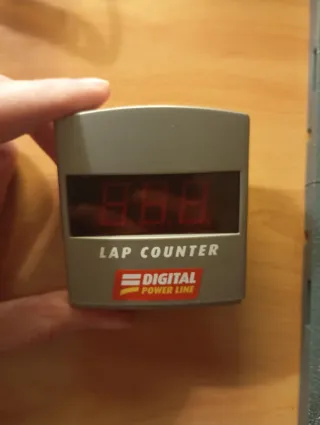 LAP COUNTER
DIGITAL
POWER LINE